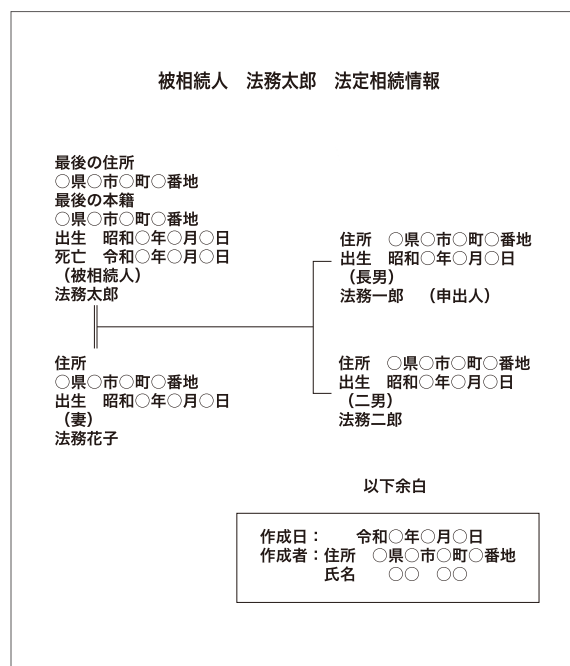 被相続人　法務太郎　法定相続情報
最後の住所
○県○市○町○番地
最後の本籍
○県○市○町○番地
出生　昭和○年○月○日
死亡　令和○年○月○日
（被相続人）
法務太郎
住所　○県○市○町○番地
出生　昭和○年○月○日
（長男）
法務一郎　（申出人）
住所
○県○市○町○番地
出生　昭和○年○月○日
（妻）
法務花子
住所　○県○市○町○番地
出生　昭和○年○月○日
（二男）
法務二郎
以下余白
作成日：　　令和○年○月○日
作成者：住所　○県○市○町○番地
氏名　　○○　○○